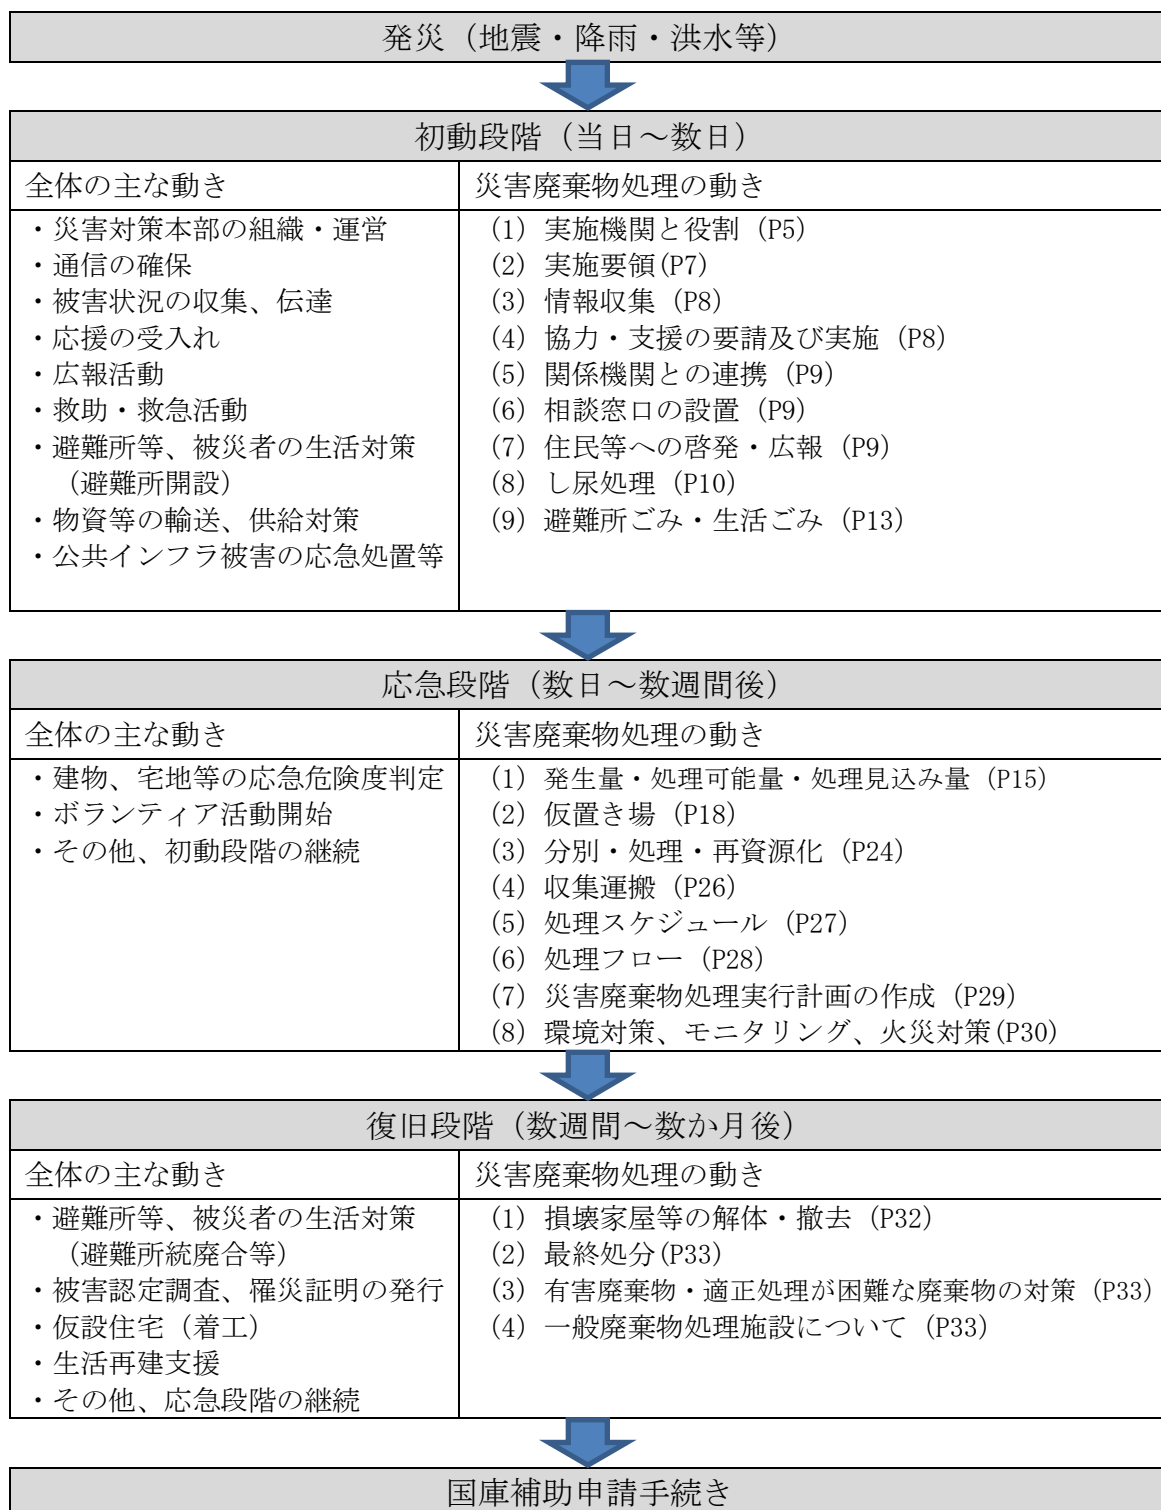 発災（地震・降雨・洪水等）
初動段階（当日～数日）
全体の主な動き
・災害対策本部の組織・運営
・通信の確保
・被害状況の収集、伝達
・応援の受入れ
・広報活動
・救助・救急活動
・避難所等、被災者の生活対策
（避難所開設）
・物資等の輸送、供給対策
・公共インフラ被害の応急処置等
災害廃棄物処理の動き
(1) 実施機関と役割 (P5)
(2) 実施要領(P7)
(3) 情報収集 (P8)
(4) 協力・支援の要請及び実施 (P8)
(5) 関係機関との連携 (P9)
(6) 相談窓口の設置 (P9)
(7) 住民等への啓発・広報 (P9)
(8) し尿処理 (P10)
(9) 避難所ごみ・生活ごみ (P13)
応急段階（数日～数週間後）
全体の主な動き
・建物、宅地等の応急危険度判定
・ボランティア活動開始
・その他、初動段階の継続
災害廃棄物処理の動き
(1) 発生量・処理可能量・処理見込み量 (P15)
(2) 仮置き場 (P18)
(3) 分別・処理・再資源化 (P24)
(4) 収集運搬 (P26)
(5) 処理スケジュール (P27)
(6) 処理フロー (P28)
(7) 災害廃棄物処理実行計画の作成 (P29)
(8) 環境対策、モニタリング、火災対策(P30)
復旧段階（数週間～数か月後）
全体の主な動き
・避難所等、被災者の生活対策
（避難所統廃合等）
・被害認定調査、罹災証明の発行
・仮設住宅（着工）
・生活再建支援
・その他、応急段階の継続
災害廃棄物処理の動き
(1) 損壊家屋等の解体・撤去 (P32)
(2) 最終処分(P33)
(3) 有害廃棄物・適正処理が困難な廃棄物の対策 (P33)
(4) 一般廃棄物処理施設について (P33)
国庫補助申請手続き